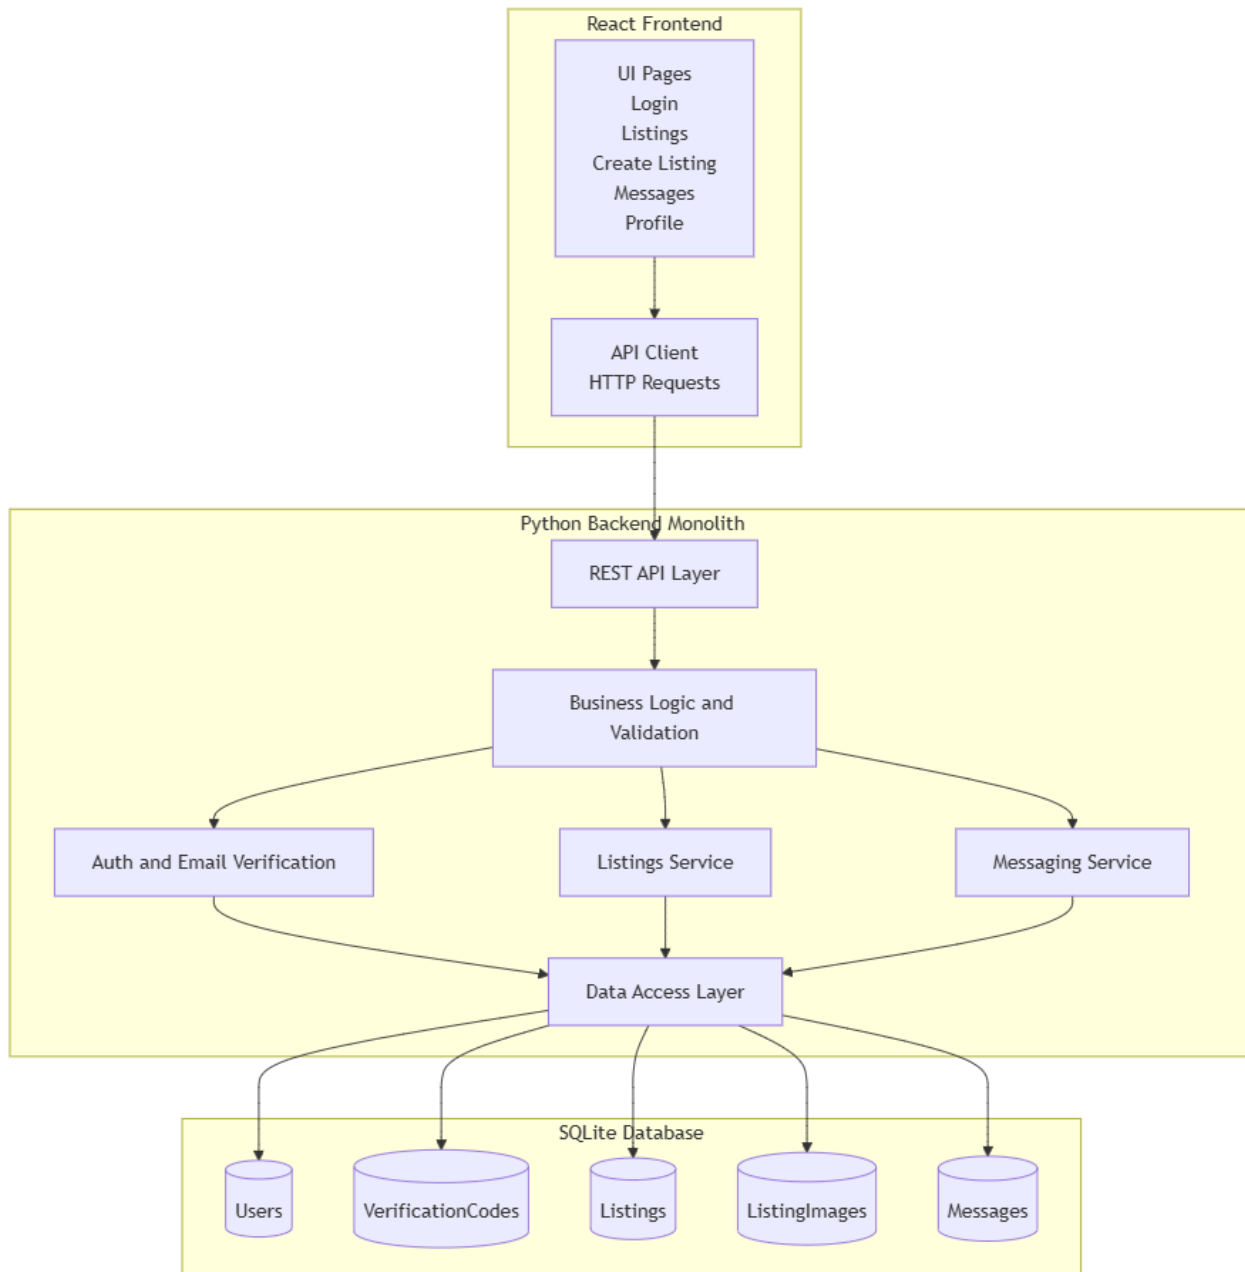 React Frontend
UI Pages
Login
Listings
Create Listing
Messages
Profile
API Client
HTTP Requests
Python Backend Monolith
REST API Layer
Business Logic and
Validation
Auth and Email Verification
Listings Service
Messaging Service
Data Access Layer
SQLite Database
Users
VerificationCodes
Listings
ListingImages
Messages